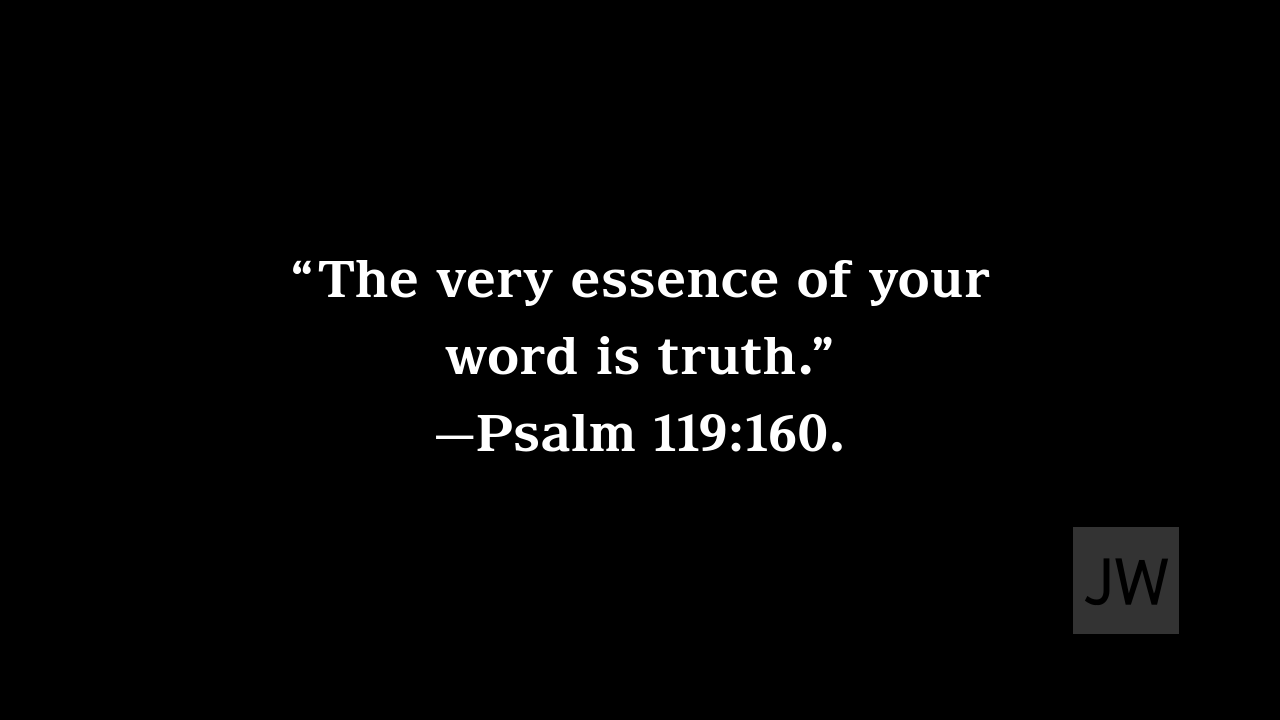 “The very essence of your
word is truth.”
—Psalm 119:160.
JW